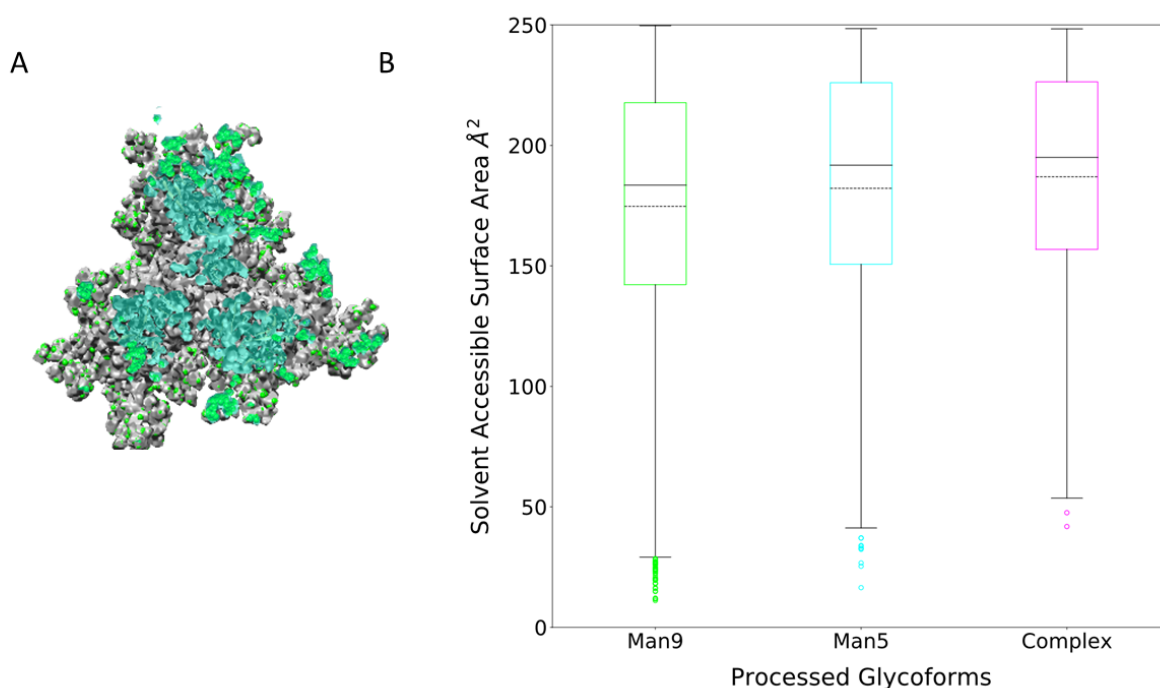 A
B
Solvent Accessible Surface Area Å²
250
200
150
100
50
0
Man9 Man5 Complex
Processed Glycoforms